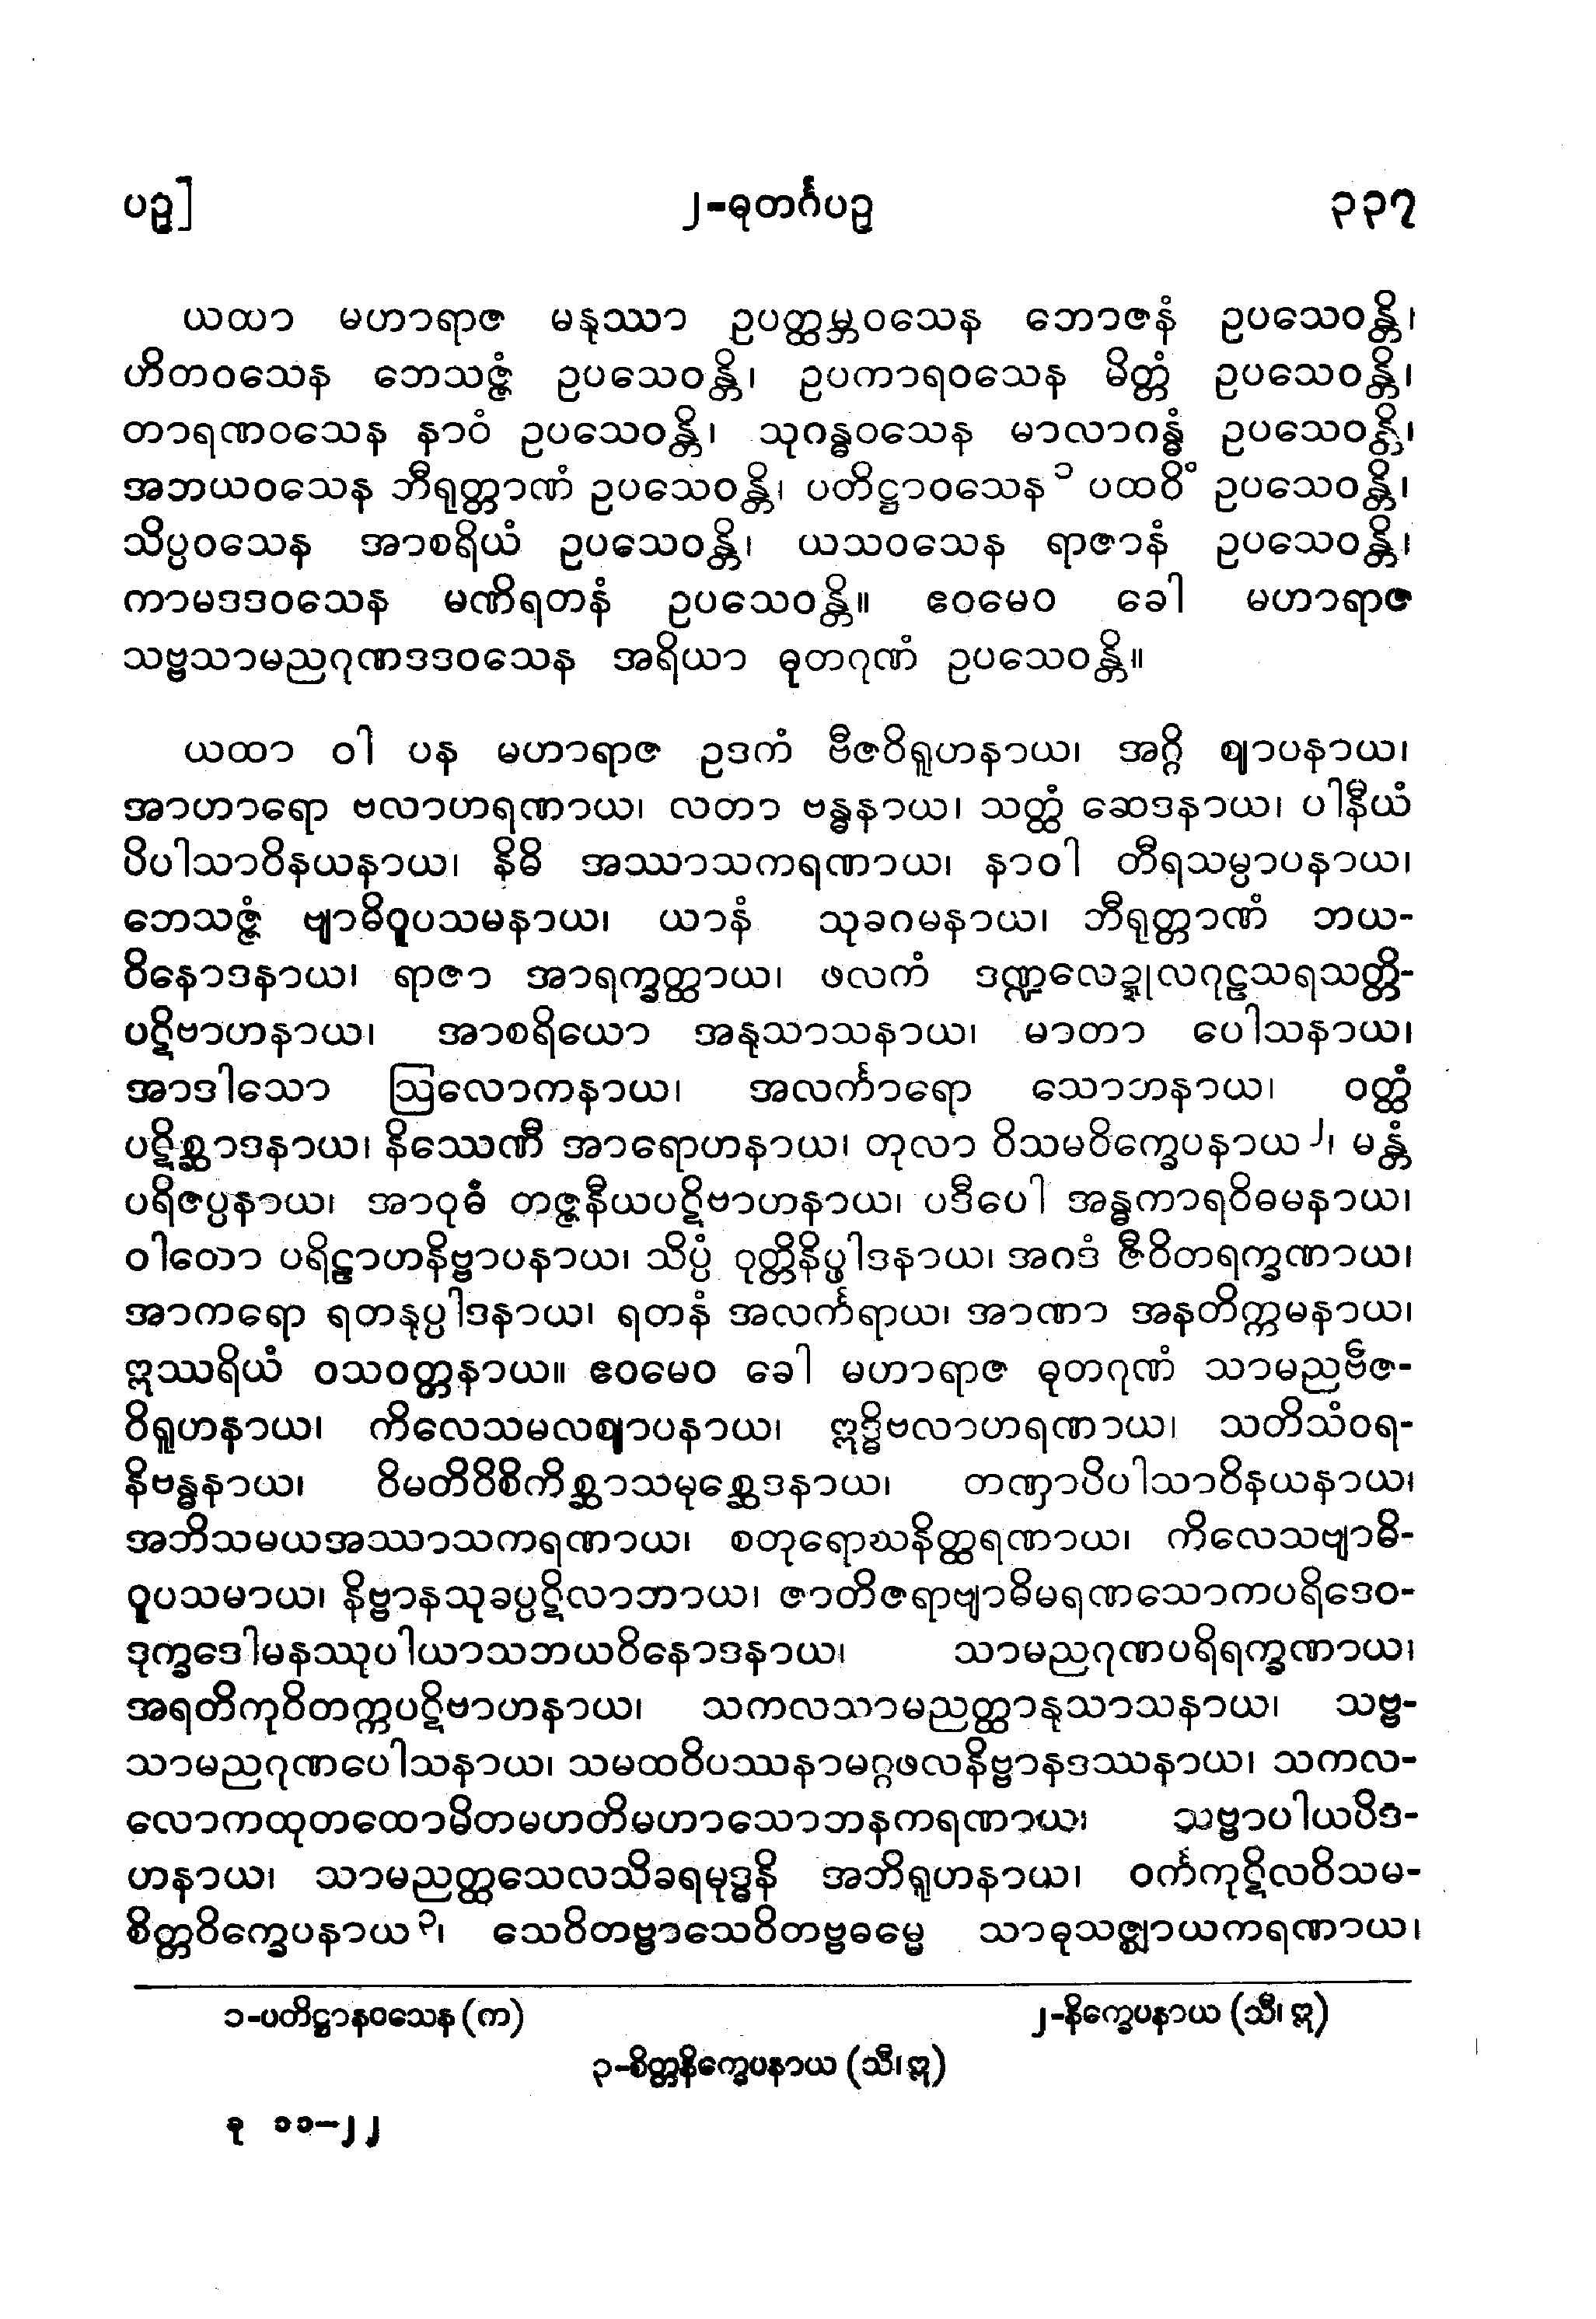 ပဉှ]
၂-ဓုတင်္ဂပဉှ
၃၃၇
ယထာ မဟာရာဇ မနုဿာ ဥပတ္ထမ္ဘဝသေန ဘောဇနံ ဥပသေဝန္တိ၊
ဟိတဝသေန ဘေသဇ္ဇံ ဥပသေဝန္တိ၊ ဥပကာရဝသေန မိတ္တံ ဥပသေဝန္တိ၊
တာရဏဝသေန နာဝံ ဥပသေဝန္တိ၊ သုဂန္ဓဝသေန မာလာဂန္ဓံ ဥပသေဝန္တိ၊
အဘယဝသေန ဘီရုတ္တာဏံ ဥပသေဝန္တိ၊ ပတိဋ္ဌာဝသေန ၁ ပထဝိံ ဥပသေဝန္တိ၊
သိပ္ပဝသေန အာစရိယံ ဥပသေဝန္တိ၊ ယသဝသေန ရာဇာနံ ဥပသေဝန္တိ၊
ကာမဒဒဝသေန မဏိရတနံ ဥပသေဝန္တိ။ ဧဝမေဝ ခေါ မဟာရာဇ
သဗ္ဗသာမညဂုဏဒဒဝသေန အရိယာ ဓုတဂုဏံ ဥပသေဝန္တိ။
ယထာ ဝါ ပန မဟာရာဇ ဥဒကံ ဗီဇဝိရူဟနာယ၊ အဂ္ဂိ ဈာပနာယ၊
အာဟာရော ဗလာဟရဏာယ၊ လတာ ဗန္ဓနာယ၊ သတ္ထံ ဆေဒနာယ၊ ပါနီယံ
ပိပါသာဝိနယနာယ၊ နိဓိ အဿာသကရဏာယ၊ နာဝါ တီရသမ္ပာပနာယ၊
ဘေသဇ္ဇံ ဗျာဓိဝူပသမနာယ၊ ယာနံ သုခဂမနာယ၊ ဘီရုတ္တာဏံ ဘယ-
ဝိနောဒနာယ၊ ရာဇာ အာရက္ခတ္ထာယ၊ ဖလကံ ဒဏ္ဍလေဍ္ဍုလဂုဠသရသတ္တိ-
ပဋိဗာဟနာယ၊ အာစရိယော အနုသာသနာယ၊ မာတာ ပေါသနာယ၊
အာဒါသော ဩလောကနာယ၊ အလင်္ကာရော သောဘနာယ၊ ဝတ္ထံ
ပဋိစ္ဆာဒနာယ၊ နိဿေဏီ အာရောဟနာယ၊ တုလာ ဝိသမဝိက္ခေပနာယ ၂၊ မန္တံ
ပရိဇပ္ပနာယ၊ အာဝုဓံ တဇ္ဇနီယပဋိဗာဟနာယ၊ ပဒီပေါ အန္ဓကာရဝိဓမနာယ၊
ဝါတော ပရိဠာဟနိဗ္ဗာပနာယ၊ သိပ္ပံ ဝုတ္တိနိပ္ဖါဒနာယ၊ အဂဒံ ဇီဝိတရက္ခဏာယ၊
အာကရော ရတနုပ္ပါဒနာယ၊ ရတနံ အလင်္ကရာယ၊ အာဏာ အနတိက္ကမနာယ၊
ဣဿရိယံ ဝသဝတ္တနာယ။ ဧဝမေဝ ခေါ မဟာရာဇ ဓုတဂုဏံ သာမညဗီဇ-
ဝိရူဟနာယ၊ ကိလေသမလဈာပနာယ၊ ဣဒ္ဓိဗလာဟရဏာယ၊ သတိသံဝရ-
နိဗန္ဓနာယ၊ ဝိမတိဝိစိကိစ္ဆာသမုစ္ဆေဒနာယ၊ တဏှာပိပါသာဝိနယနာယ၊
အဘိသမယအဿာသကရဏာယ၊ စတုရောဃနိတ္ထရဏာယ၊ ကိလေသဗျာဓိ-
ဝူပသမာယ၊ နိဗ္ဗာနသုခပ္ပဋိလာဘာယ၊ ဇာတိဇရာဗျာဓိမရဏသောကပရိဒေဝ-
ဒုက္ခဒေါမနဿုပါယာသဘယဝိနောဒနာယ၊ သာမညဂုဏပရိရက္ခဏာယ၊
အရတိကုဝိတက္ကပဋိဗာဟနာယ၊ သကလသာမညတ္ထာနုသာသနာယ၊ သဗ္ဗ-
သာမညဂုဏပေါသနာယ၊ သမထဝိပဿနာမဂ္ဂဖလနိဗ္ဗာနဒဿနာယ၊ သကလ-
လောကထုတထောမိတမဟတိမဟာသောဘနကရဏာယ၊ သဗ္ဗာပါယပိဒ-
ဟနာယ၊ သာမညတ္ထသေလသိခရမုဒ္ဓနိ အဘိရူဟနာယ၊ ဝင်္ကကုဋိလဝိသမ-
စိတ္တဝိက္ခေပနာယ ၃၊ သေဝိတဗ္ဗာသေဝိတဗ္ဗဓမ္မေ သာဓုသဇ္ဈာယကရဏာယ၊
၁-ပတိဋ္ဌာနဝသေန (က)
၂-နိက္ခေပနာယ (သီ၊ ဣ)
၃-စိတ္တနိက္ခေပနာယ (သီ၊ ဣ)
ခု ၁၁-၂၂